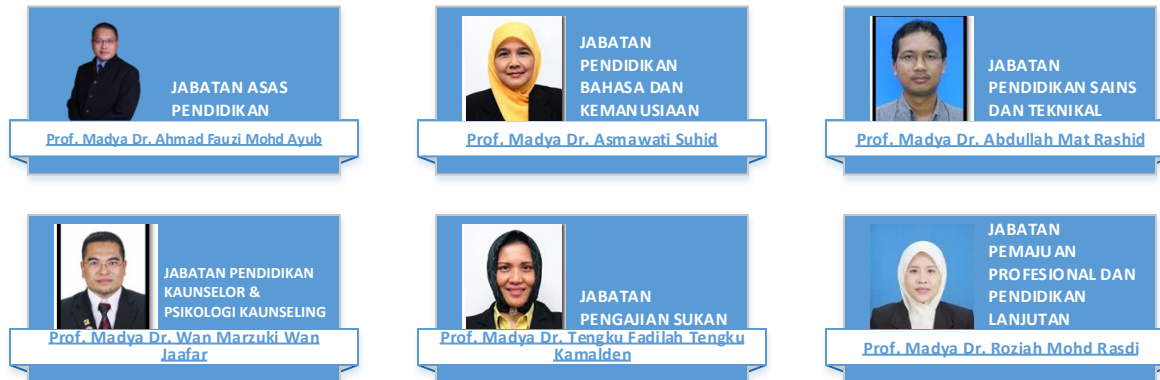 JABATAN ASAS
PENDIDIKAN
Prof. Madya Dr. Ahmad Fauzi Mohd Ayub
JABATAN
PENDIDIKAN
BAHASA DAN
KEMANUSIAAN
Prof. Madya Dr. Asmawati Suhid
JABATAN
PENDIDIKAN SAINS
DAN TEKNIKAL
Prof. Madya Dr. Abdullah Mat Rashid
JABATAN PENDIDIKAN
KAUNSELOR &
PSIKOLOGI KAUNSELING
Prof. Madya Dr. Wan Marzuki Wan
Jaafar
JABATAN
PENGAJIAN SUKAN
Prof. Madya Dr. Tengku Fadilah Tengku
Kamalden
JABATAN
PEMAJUAN
PROFESIONAL DAN
PENDIDIKAN
LANJUTAN
Prof. Madya Dr. Roziah Mohd Rasdi